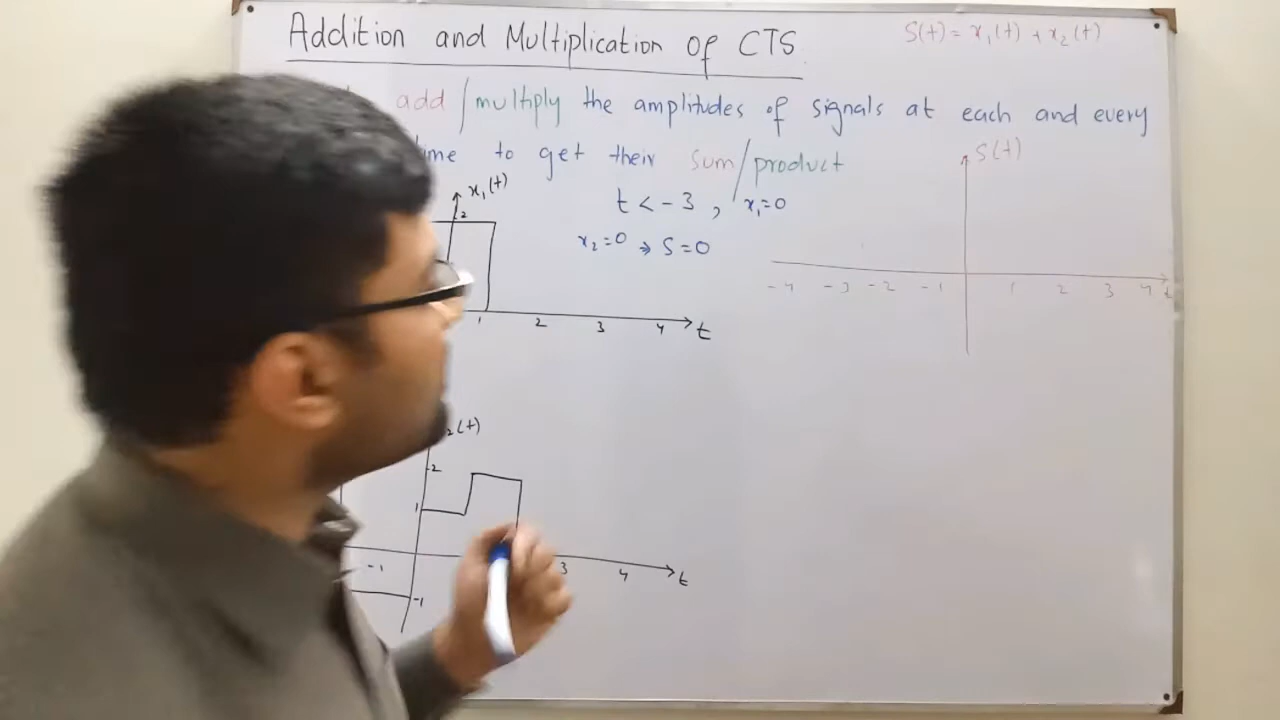 Addition and Multiplication of CTS
S(t) = x₁(t) + x₂(t)
add / multiply the amplitudes of signals at each and every
to get their sum / product
S(t)
x₁(t)
t < -3 , x₁=0
2
x₂=0 ⇒ S=0
-4 -3 -2 -1 1 2 3 4 t
1 2 3 4 t
₂(t)
2
1
-1 3 4 t
-1